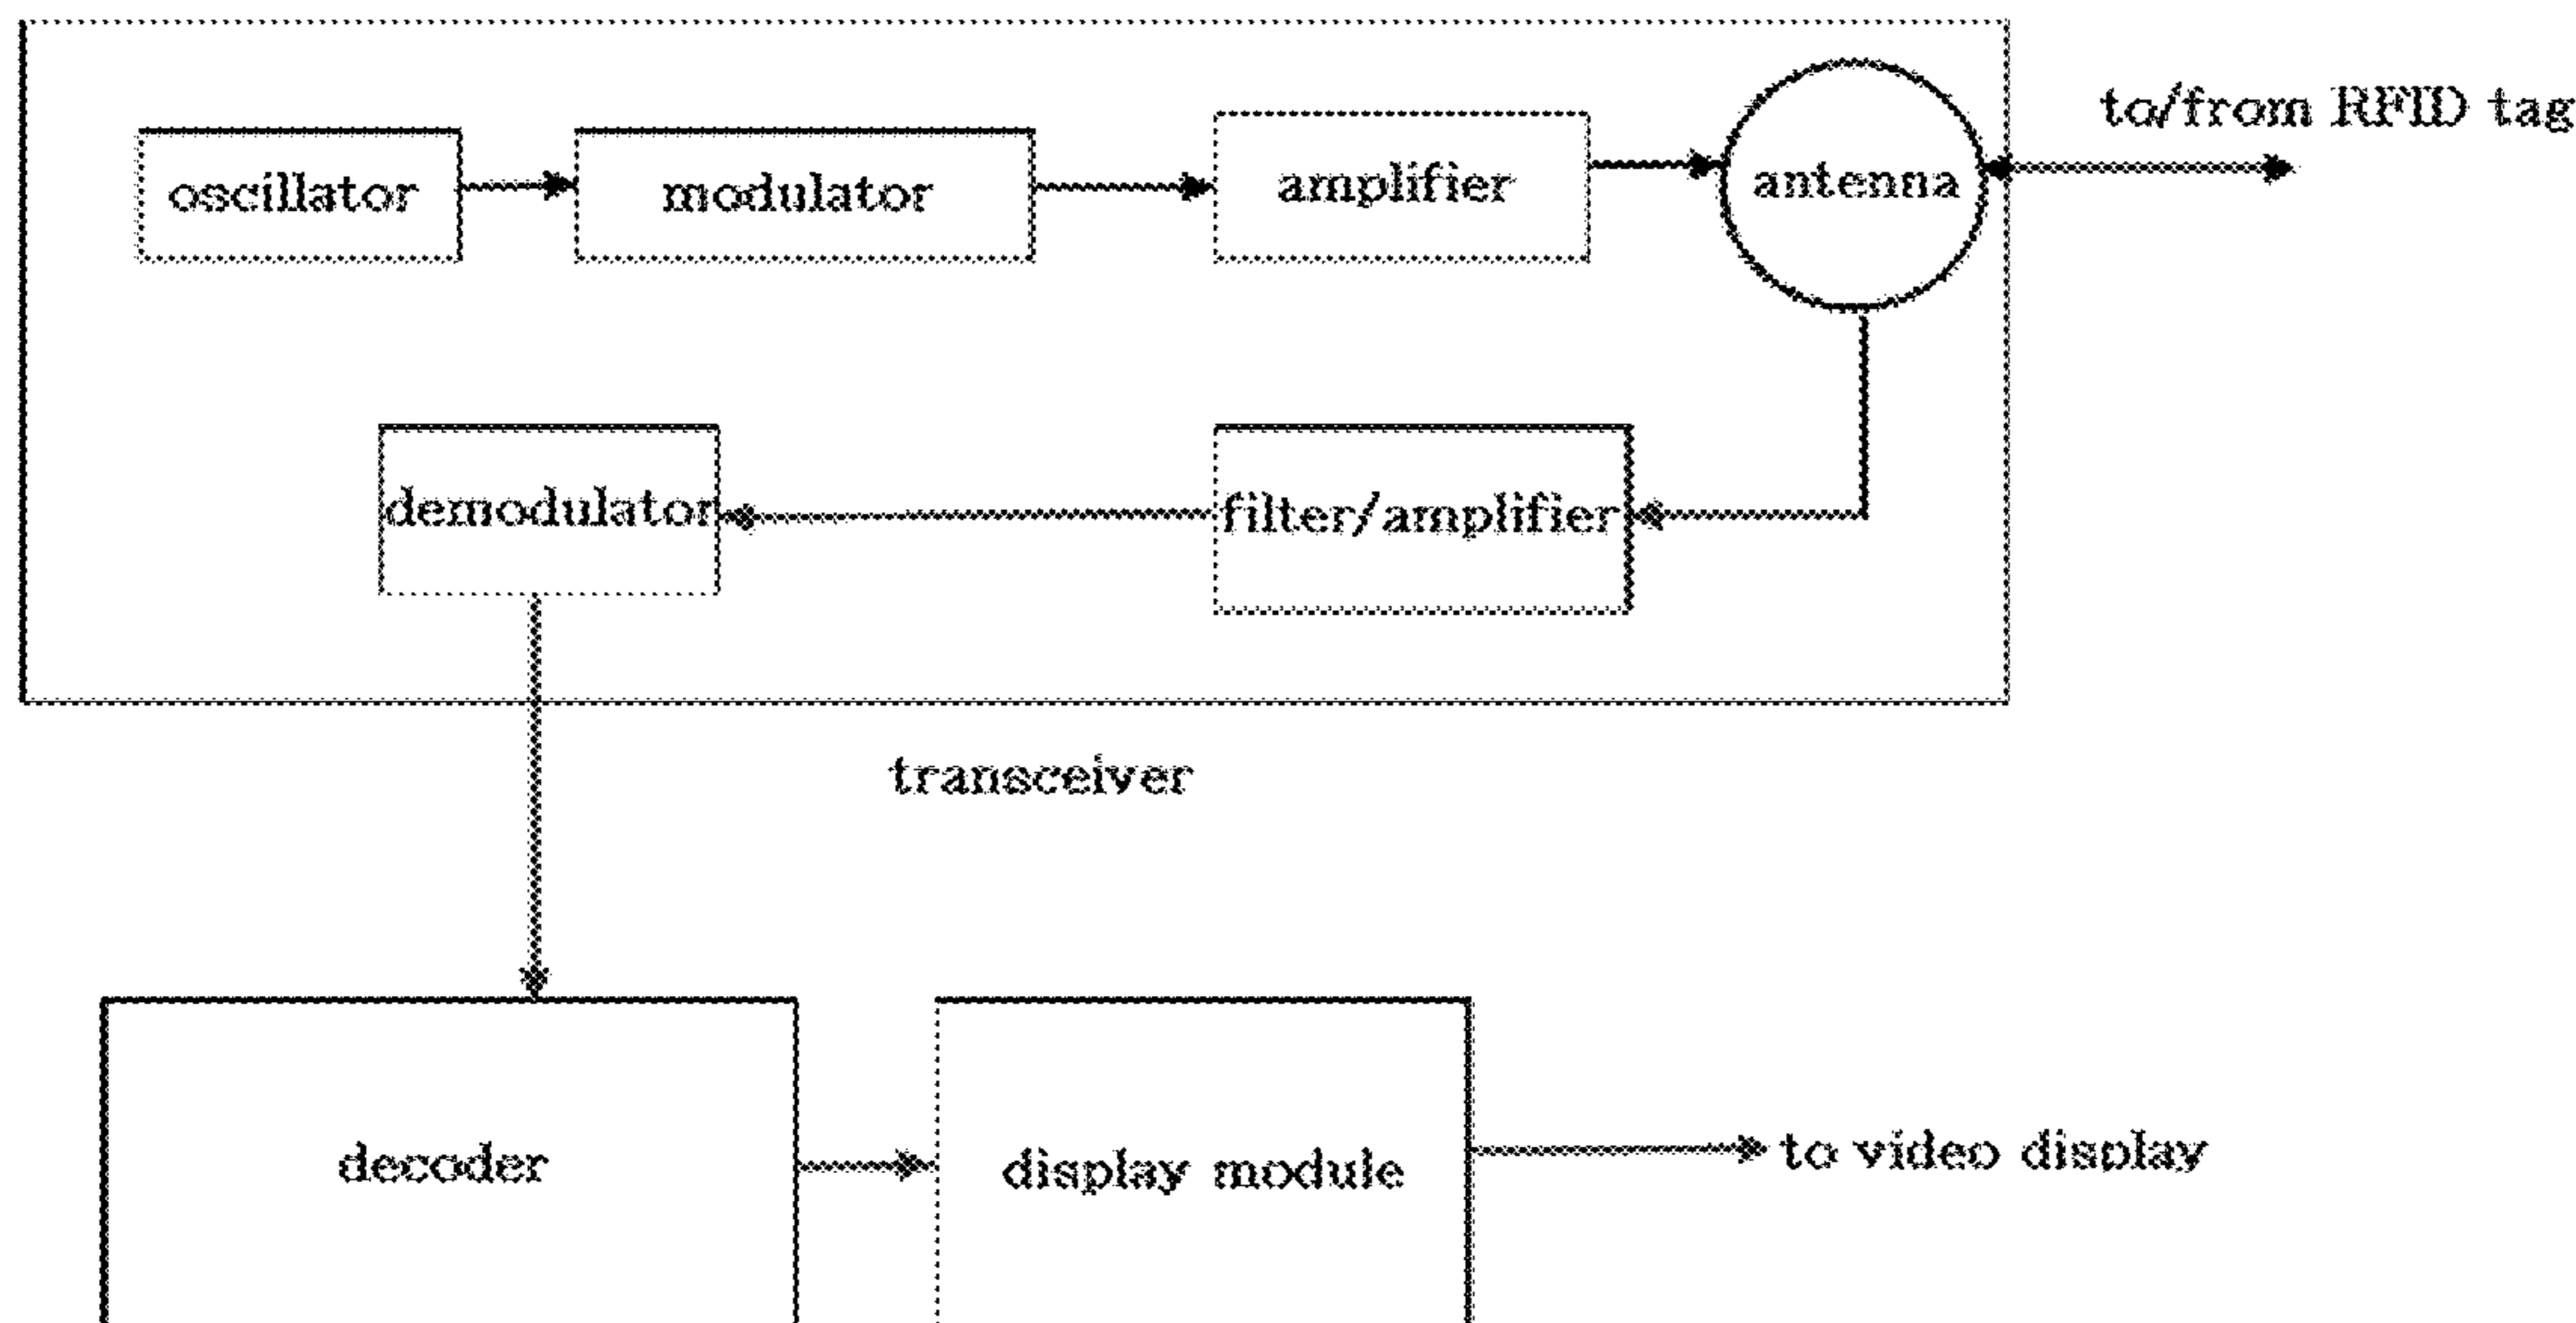 to/from RFID tag
oscillator
modulator
amplifier
antenna
demodulator
filter/amplifier
transceiver
decoder
display module
to video display